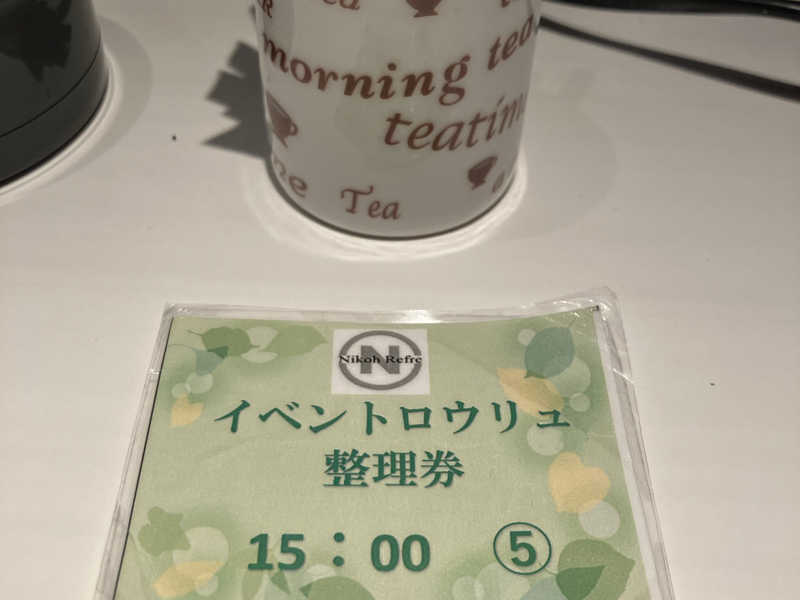 morning tea
teatim
Tea
Nikoh Refre
イベントロウリュ
整理券
15：00 ⑤